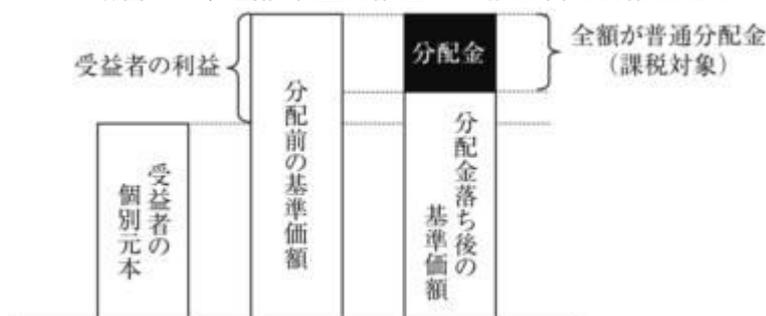 受益者の利益
分配金
全額が普通分配金
（課税対象）
受益者の
個別元本
分配前の基準価額
分配金落ち後の
基準価額